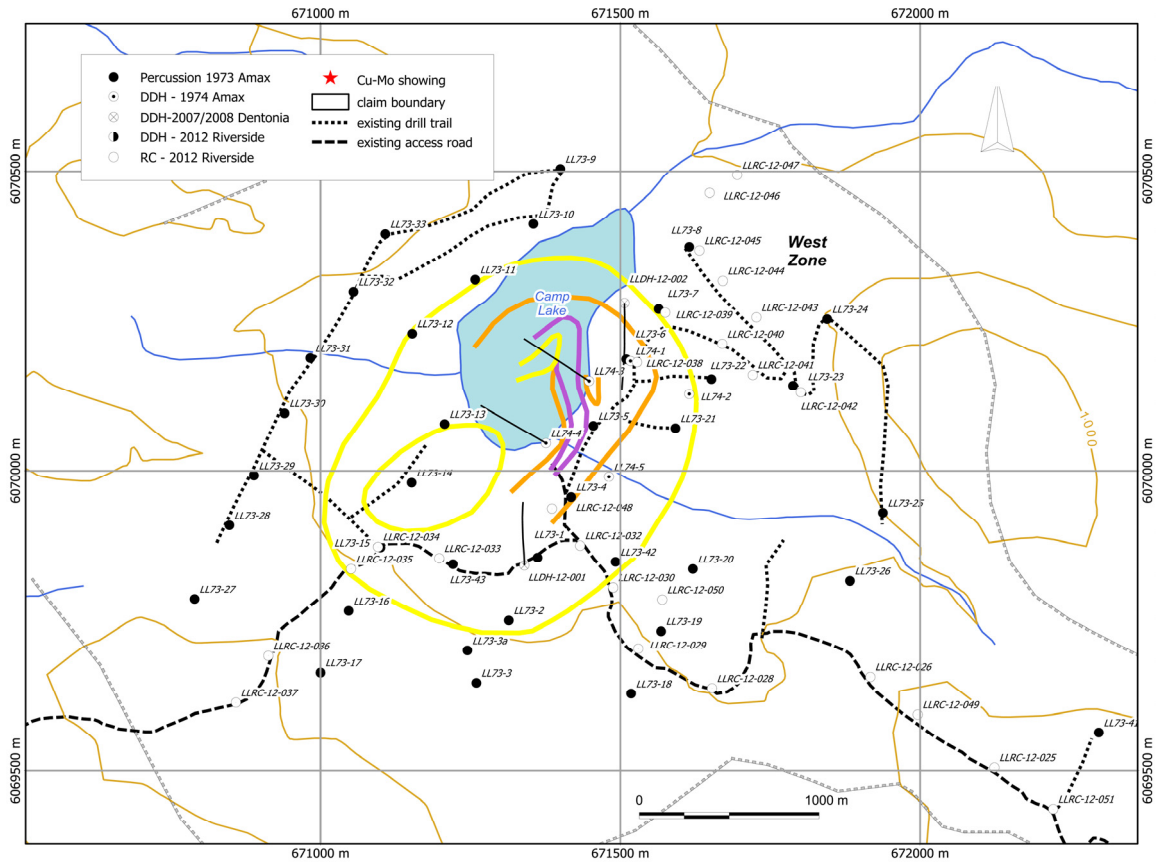 671000 m
671500 m
672000 m
Percussion 1973 Amax
DDH - 1974 Amax
DDH-2007/2008 Dentonia
DDH - 2012 Riverside
RC - 2012 Riverside
Cu-Mo showing
claim boundary
existing drill trail
existing access road
6070500 m
6070500 m
LL73-9
LLRC-12-047
LLRC-12-046
LL73-10
LL73-33
LL73-8
LLRC-12-045
West
Zone
LL73-11
LLDH-12-002
LLRC-12-044
LL73-32
Camp
Lake
LL73-7
LLRC-12-039
LLRC-12-043
LL73-24
LL73-12
LL73-6
LLRC-12-040
LL73-31
LL74-1
LLRC-12-038
LL73-22
LLRC-12-041
LL74-3
LL73-23
LL74-2
LLRC-12-042
LL73-30
LL73-13
LL73-5
LL73-21
1000
LL74-4
6070000 m
6070000 m
LL73-29
LL73-14
LL74-5
LL73-4
LL73-25
LL73-28
LLRC-12-048
LL73-15
LLRC-12-034
LL73-1
LLRC-12-032
LLRC-12-035
LLRC-12-033
LL73-42
LL73-20
LL73-43
LLDH-12-001
LLRC-12-030
LL73-26
LL73-27
LL73-16
LLRC-12-050
LL73-2
LL73-19
LLRC-12-036
LL73-3a
LLRC-12-029
LL73-17
LL73-3
LLRC-12-026
LLRC-12-037
LL73-18
LLRC-12-028
LLRC-12-049
LL73-41
LLRC-12-025
6069500 m
6069500 m
0
1000 m
LLRC-12-051
671000 m
671500 m
672000 m